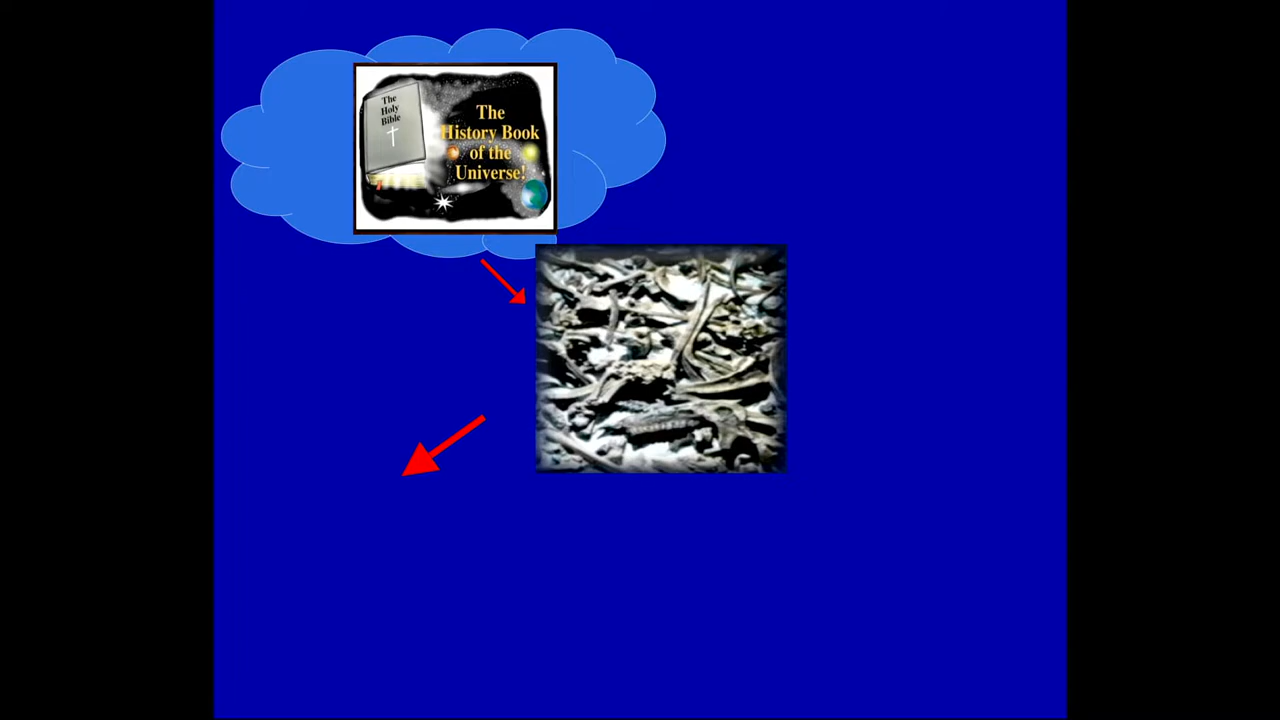 The
Holy
Bible
The
History Book
of the
Universe!